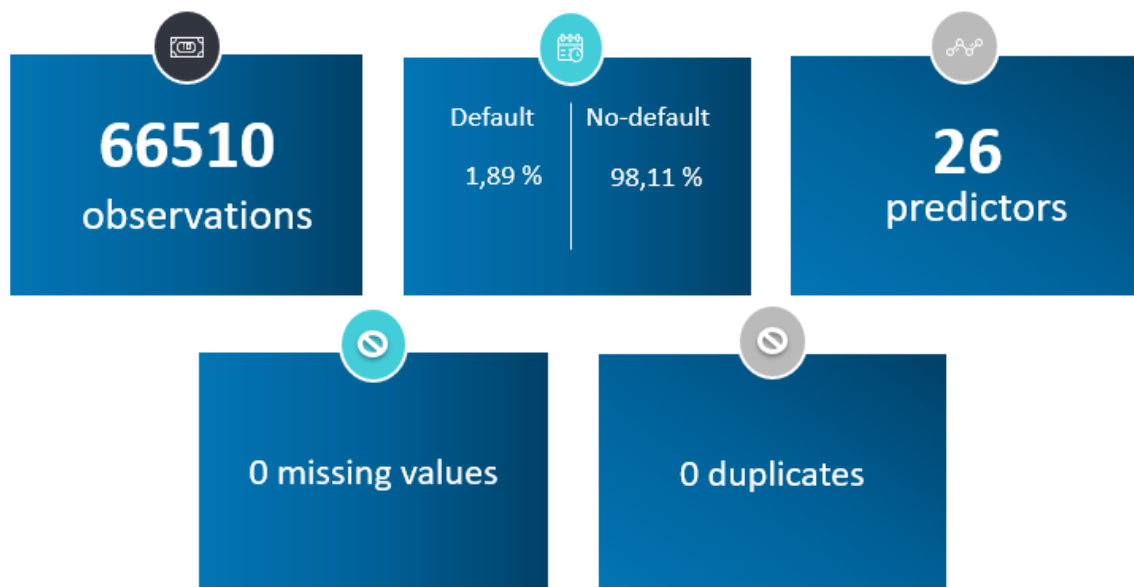 66510
observations
Default
No-default
1,89 %
98,11 %
26
predictors
0 missing values
0 duplicates